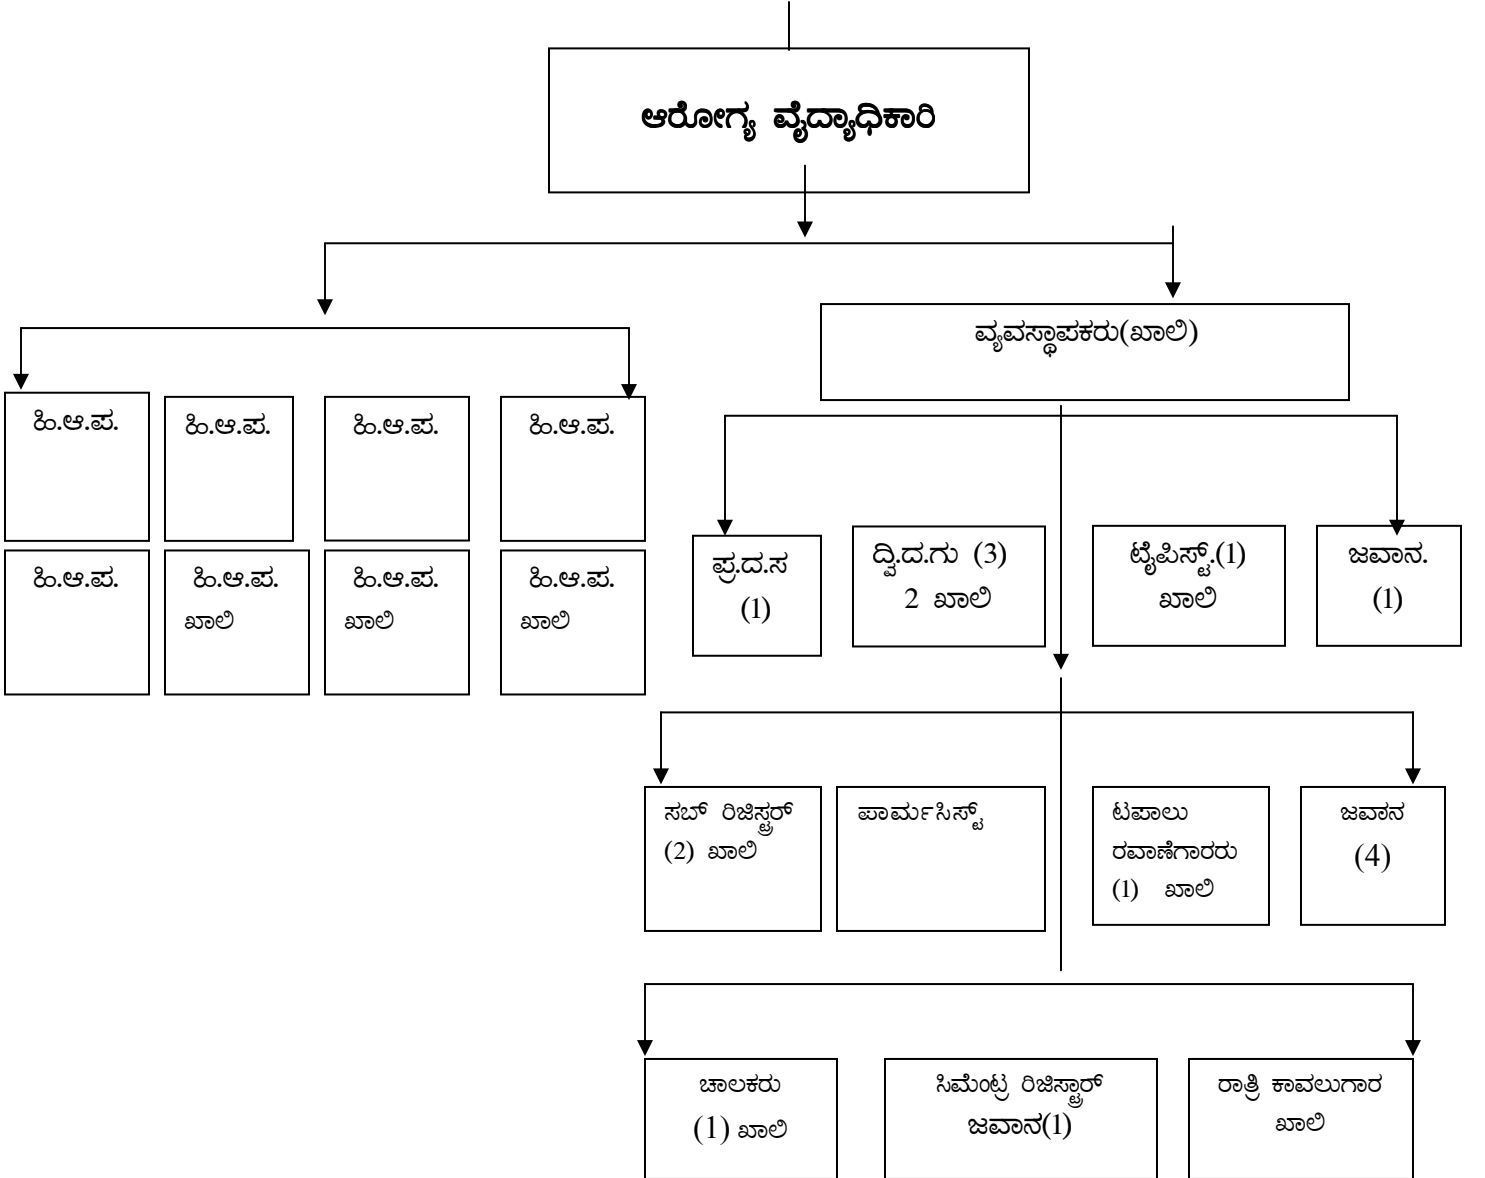 ಆರೋಗ್ಯ ವೈದ್ಯಾಧಿಕಾರಿ
ವ್ಯವಸ್ಥಾಪಕರು(ಖಾಲಿ)
ಹಿ.ಆ.ಪ.
ಹಿ.ಆ.ಪ.
ಹಿ.ಆ.ಪ.
ಹಿ.ಆ.ಪ.
ಹಿ.ಆ.ಪ.
ಹಿ.ಆ.ಪ.
ಖಾಲಿ
ಹಿ.ಆ.ಪ.
ಖಾಲಿ
ಹಿ.ಆ.ಪ.
ಖಾಲಿ
ಪ್ರ.ದ.ಸ
(1)
ದ್ವಿ.ದ.ಗು (3)
2 ಖಾಲಿ
ಟೈಪಿಸ್ಟ್.(1)
ಖಾಲಿ
ಜವಾನ.
(1)
ಸಬ್ ರಿಜಿಸ್ಟ್ರರ್
(2) ಖಾಲಿ
ಪಾರ್ಮಸಿಸ್ಟ್
ಟಪಾಲು
ರವಾಣೆಗಾರರು
(1) ಖಾಲಿ
ಜವಾನ
(4)
ಚಾಲಕರು
(1) ಖಾಲಿ
ಸಿಮೆಂಟ್ರಿ ರಿಜಿಸ್ಟ್ರಾರ್
ಜವಾನ(1)
ರಾತ್ರಿ ಕಾವಲುಗಾರ
ಖಾಲಿ